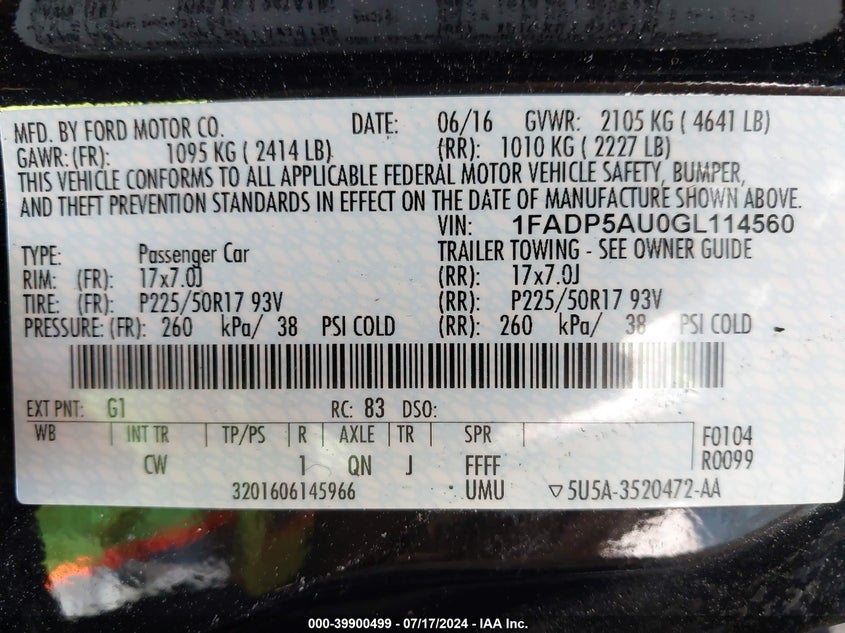 MFD. BY FORD MOTOR CO. DATE: 06/16 GVWR: 2105 KG ( 4641 LB)
GAWR: (FR): 1095 KG ( 2414 LB) (RR): 1010 KG ( 2227 LB)
THIS VEHICLE CONFORMS TO ALL APPLICABLE FEDERAL MOTOR VEHICLE SAFETY, BUMPER,
AND THEFT PREVENTION STANDARDS IN EFFECT ON THE DATE OF MANUFACTURE SHOWN ABOVE.
VIN: 1FADP5AU0GL114560
TYPE: Passenger Car TRAILER TOWING - SEE OWNER GUIDE
RIM: (FR): 17x7.0J (RR): 17x7.0J
TIRE: (FR): P225/50R17 93V (RR): P225/50R17 93V
PRESSURE: (FR): 260 kPa/ 38 PSI COLD (RR): 260 kPa/ 38 PSI COLD
EXT PNT: G1 RC: 83 DSO:
WB INT TR TP/PS R AXLE TR SPR F0104
CW 1 QN J FFFF R0099
3201606145966 UMU ▽ 5U5A-3520472-AA
000-39900499 - 07/17/2024 - IAA Inc.